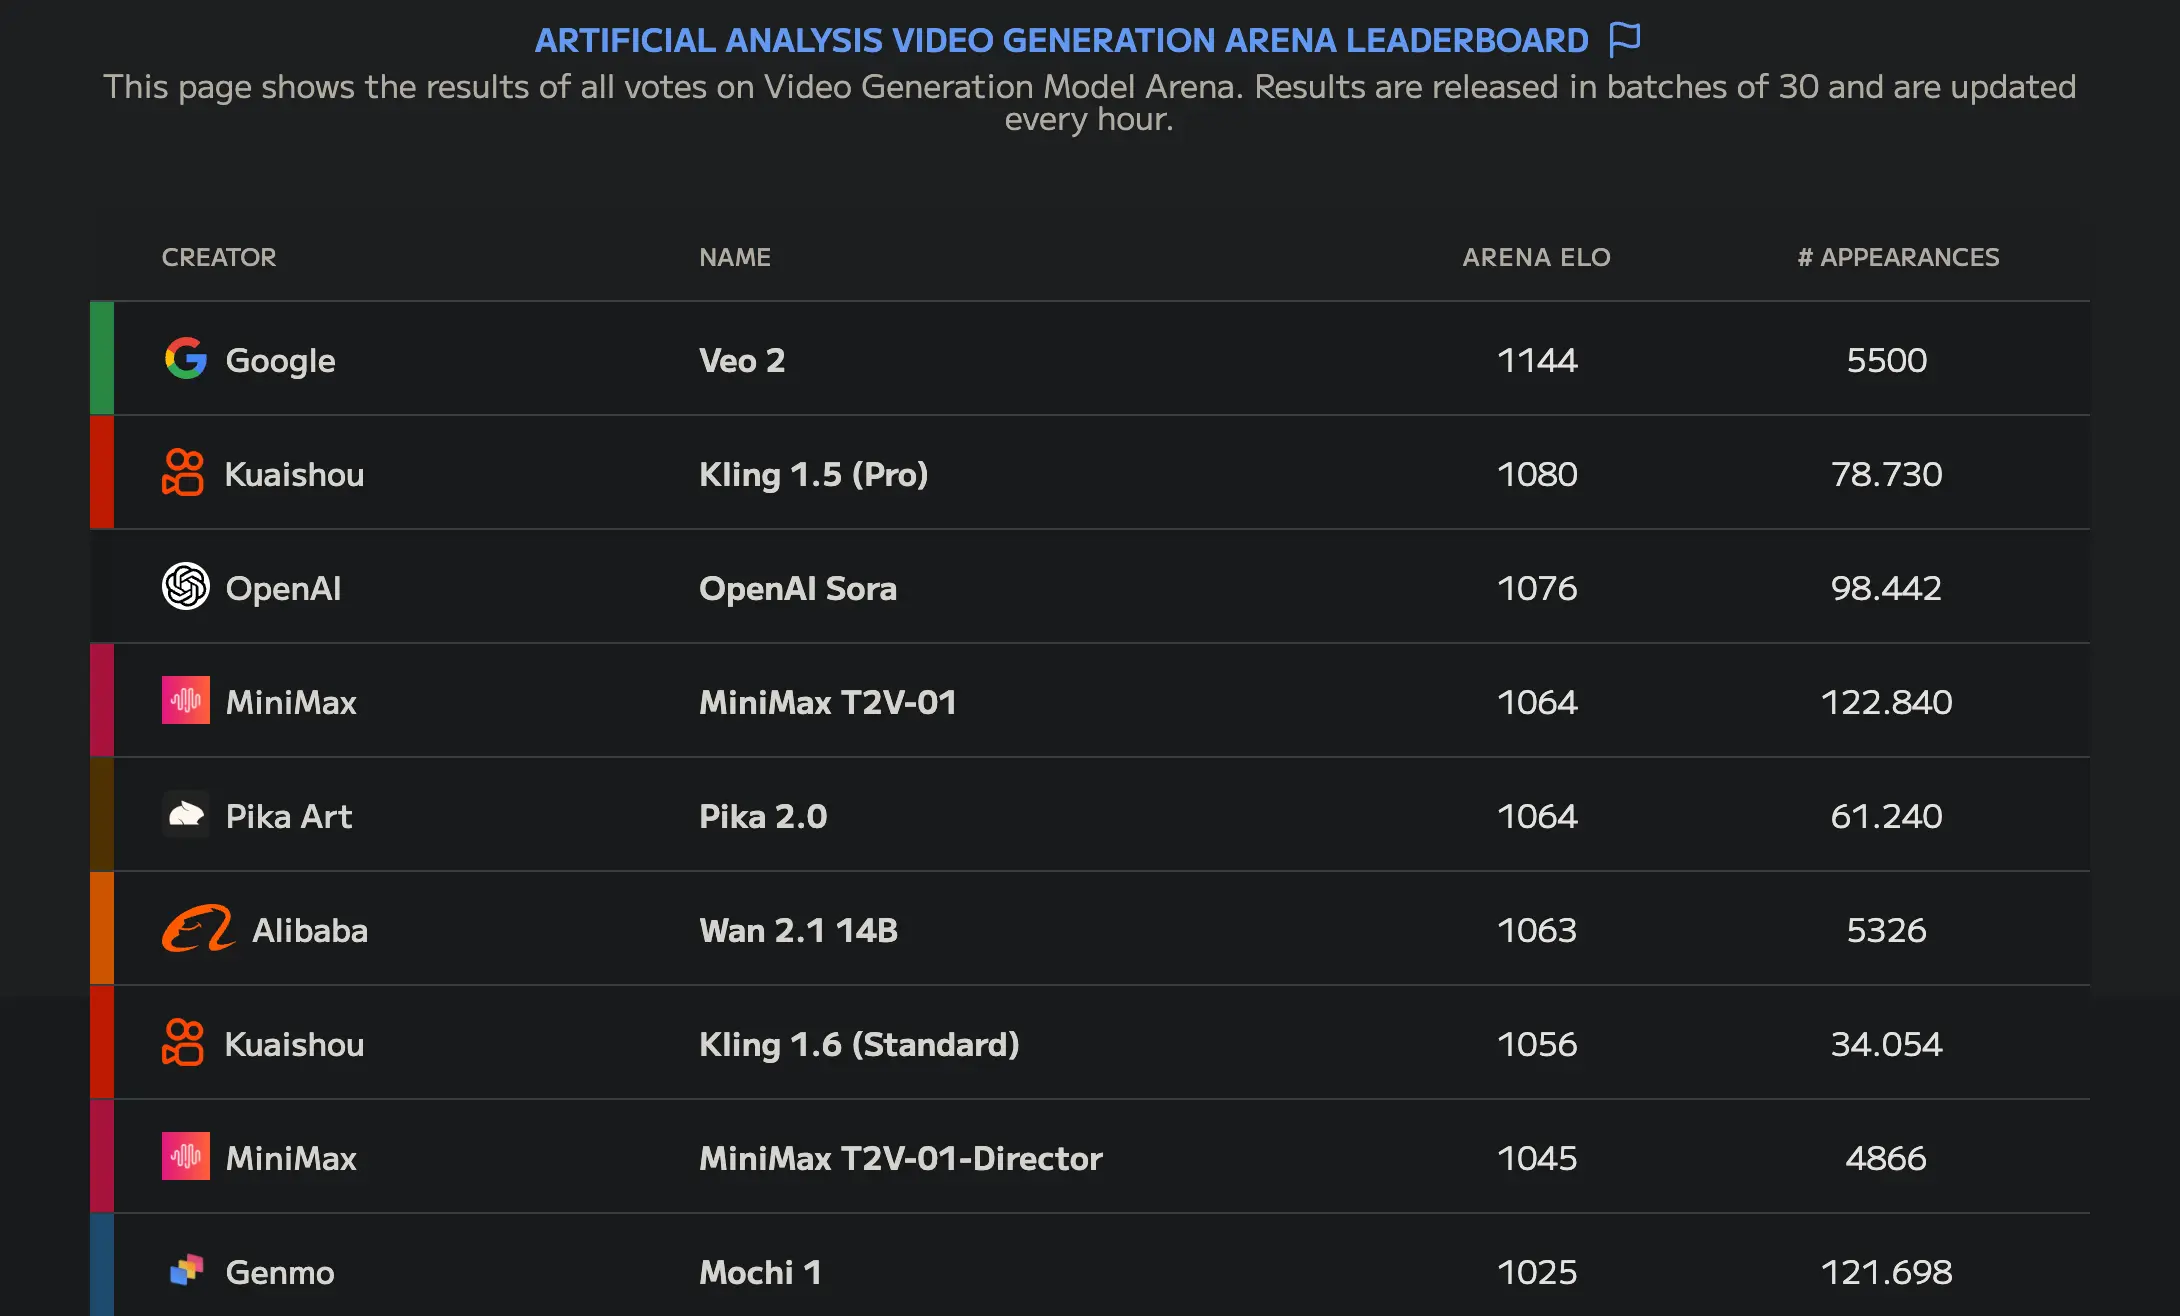 ARTIFICIAL ANALYSIS VIDEO GENERATION ARENA LEADERBOARD
This page shows the results of all votes on Video Generation Model Arena. Results are released in batches of 30 and are updated
every hour.
CREATOR NAME ARENA ELO # APPEARANCES
Google Veo 2 1144 5500
Kuaishou Kling 1.5 (Pro) 1080 78.730
OpenAI OpenAI Sora 1076 98.442
MiniMax MiniMax T2V-01 1064 122.840
Pika Art Pika 2.0 1064 61.240
Alibaba Wan 2.1 14B 1063 5326
Kuaishou Kling 1.6 (Standard) 1056 34.054
MiniMax MiniMax T2V-01-Director 1045 4866
Genmo Mochi 1 1025 121.698